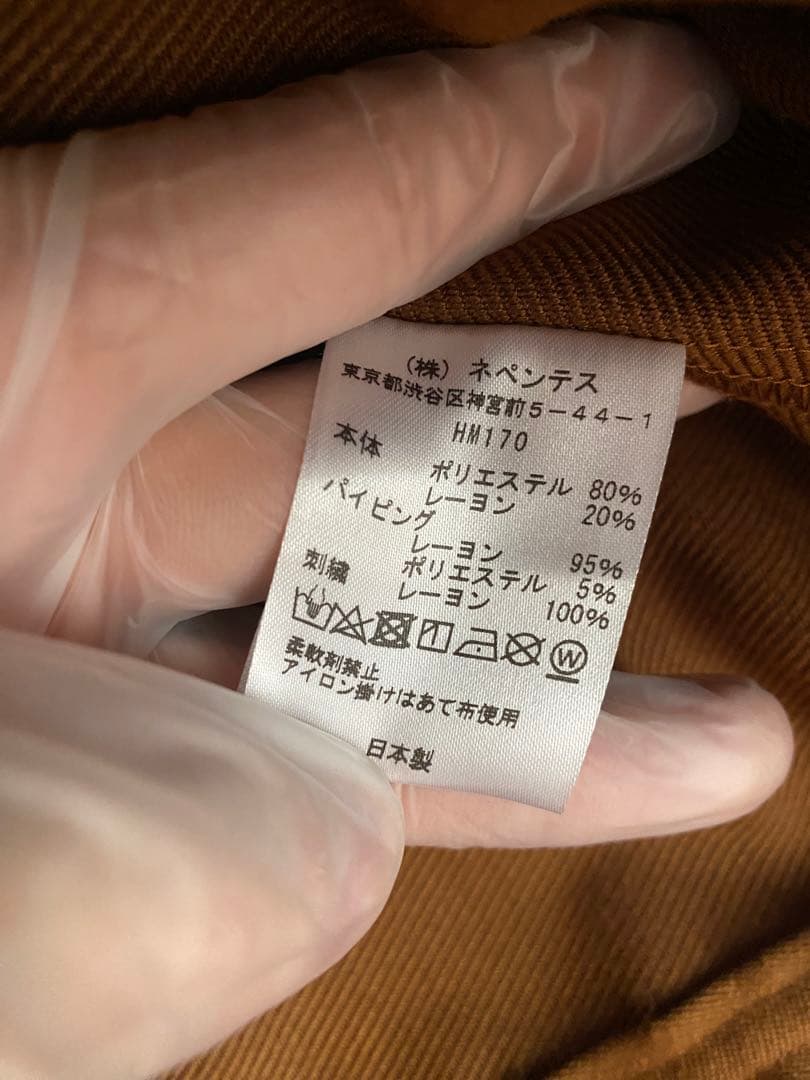 (株) ネペンテス
東京都渋谷区神宮前5-44-1
HM170
本体
ポリエステル 80%
レーヨン 20%
パイピング
レーヨン 95%
ポリエステル 5%
刺繍
レーヨン 100%
W
柔軟剤禁止
アイロン掛けはあて布使用
日本製